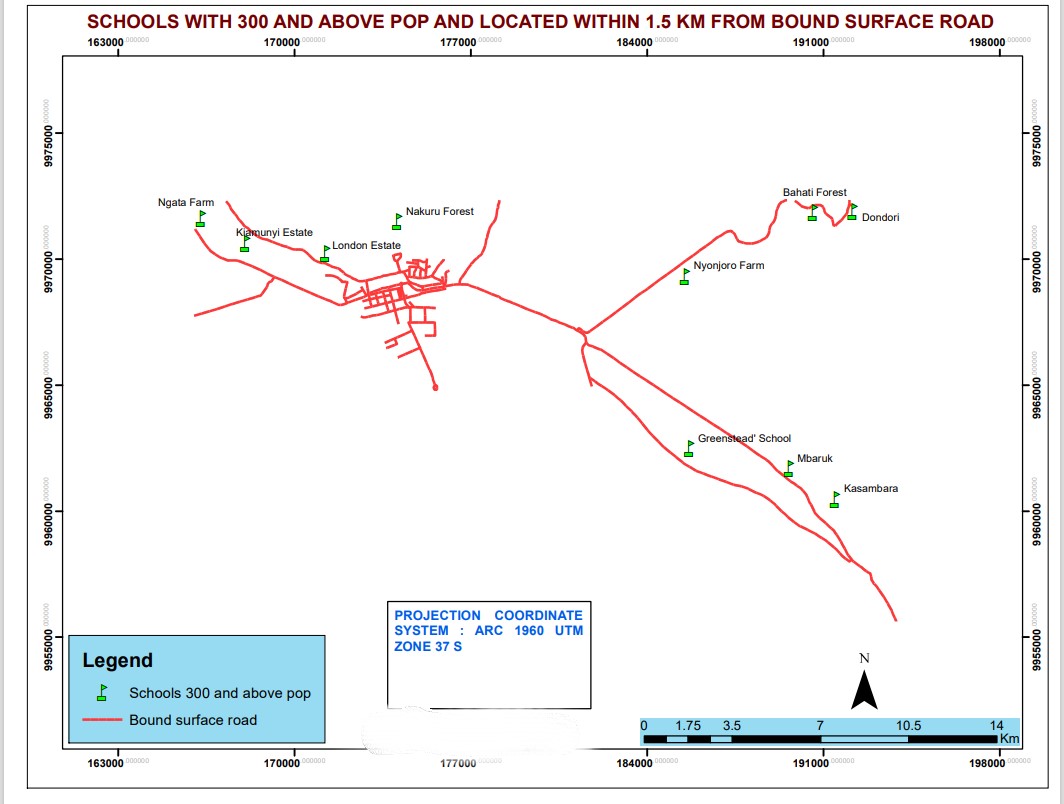 SCHOOLS WITH 300 AND ABOVE POP AND LOCATED WITHIN 1.5 KM FROM BOUND SURFACE ROAD
163000.000000 170000.000000 177000.000000 184000.000000 191000.000000 198000.000000
9975000.000000 9975000.000000
Bahati Forest
Ngata Farm
Nakuru Forest
Dondori
Kiamunyi Estate
London Estate
9970000.000000 9970000.000000
Nyonjoro Farm
9965000.000000 9965000.000000
Greenstead' School
Mbaruk
Kasambara
9960000.000000 9960000.000000
PROJECTION COORDINATE
SYSTEM : ARC 1960 UTM
ZONE 37 S
9955000.000000 9955000.000000
Legend
Schools 300 and above pop
Bound surface road
N
0 1.75 3.5 7 10.5 14
Km
163000.000000 170000.000000 177000.000000 184000.000000 191000.000000 198000.000000